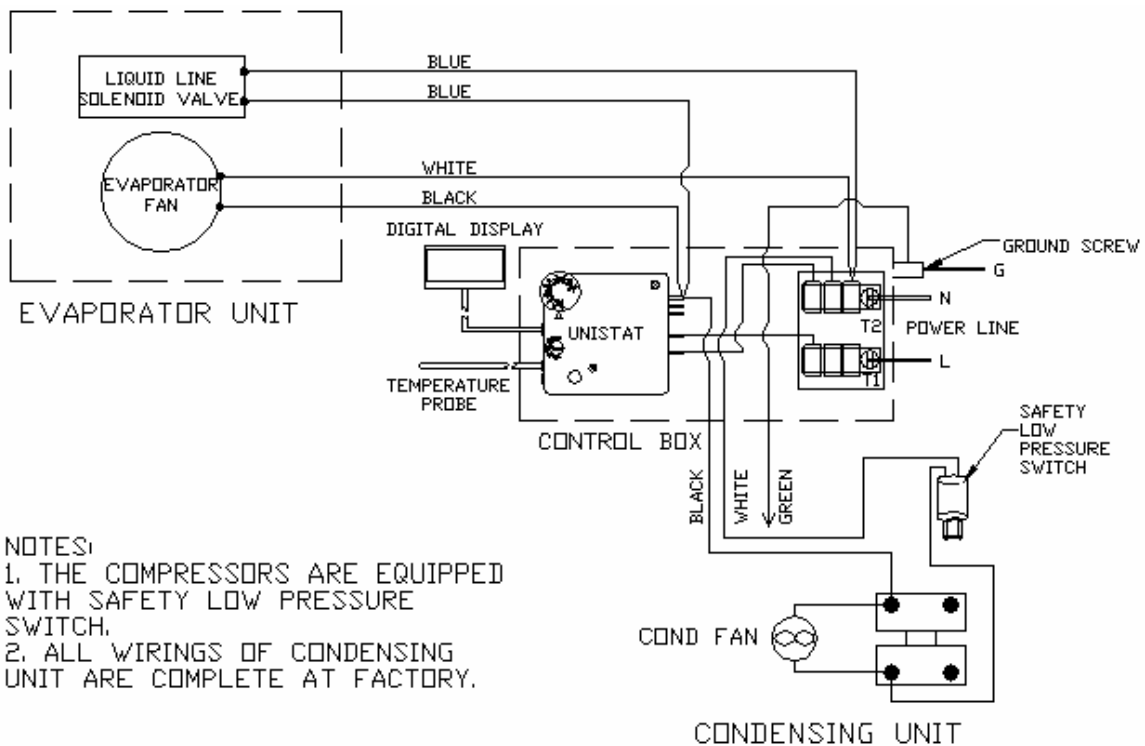 BLUE
LIQUID LINE
SOLENOID VALVE
BLUE
WHITE
EVAPORATOR
FAN
BLACK
DIGITAL DISPLAY
GROUND SCREW
G
EVAPORATOR UNIT
N
UNISTAT
T2
POWER LINE
L
T1
TEMPERATURE
PROBE
CONTROL BOX
SAFETY
LOW
PRESSURE
SWITCH
BLACK
WHITE
GREEN
NOTES:
1. THE COMPRESSORS ARE EQUIPPED
WITH SAFETY LOW PRESSURE
SWITCH.
2. ALL WIRINGS OF CONDENSING
UNIT ARE COMPLETE AT FACTORY.
COND FAN
CONDENSING UNIT